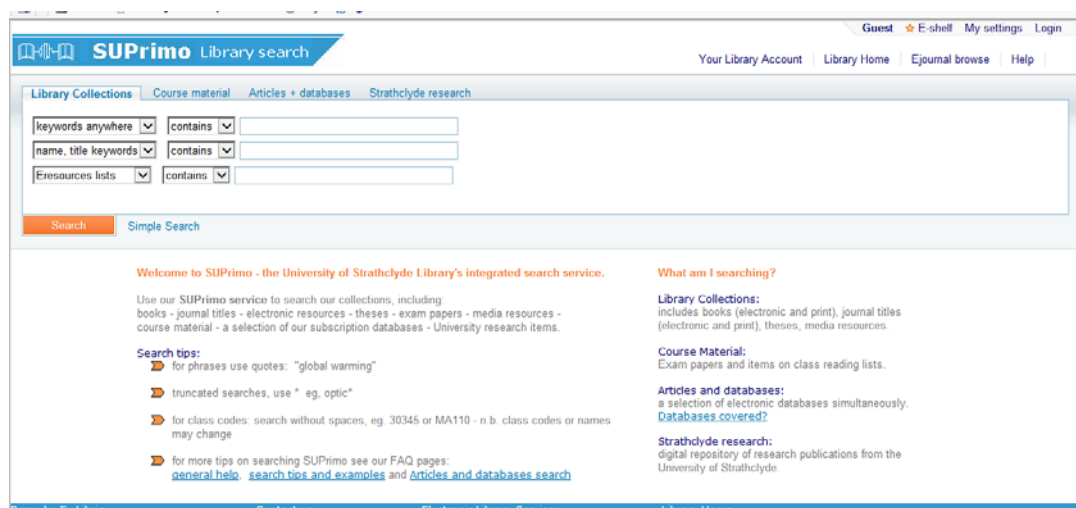 Guest E-shelf My settings Login
SUPrimo Library search
Your Library Account Library Home Ejournal browse Help
Library Collections Course material Articles + databases Strathclyde research
keywords anywhere contains
name, title keywords contains
Eresources lists contains
Search Simple Search
Welcome to SUPrimo - the University of Strathclyde Library's integrated search service.
Use our SUPrimo service to search our collections, including:
books - journal titles - electronic resources - theses - exam papers - media resources -
course material - a selection of our subscription databases - University research items.
Search tips:
for phrases use quotes: "global warming"
truncated searches, use * eg, optic*
for class codes: search without spaces, eg. 30345 or MA110 - n.b. class codes or names
may change
for more tips on searching SUPrimo see our FAQ pages:
general help, search tips and examples and Articles and databases search
What am I searching?
Library Collections:
includes books (electronic and print), journal titles
(electronic and print), theses, media resources.
Course Material:
Exam papers and items on class reading lists.
Articles and databases:
a selection of electronic databases simultaneously.
Databases covered?
Strathclyde research:
digital repository of research publications from the
University of Strathclyde.